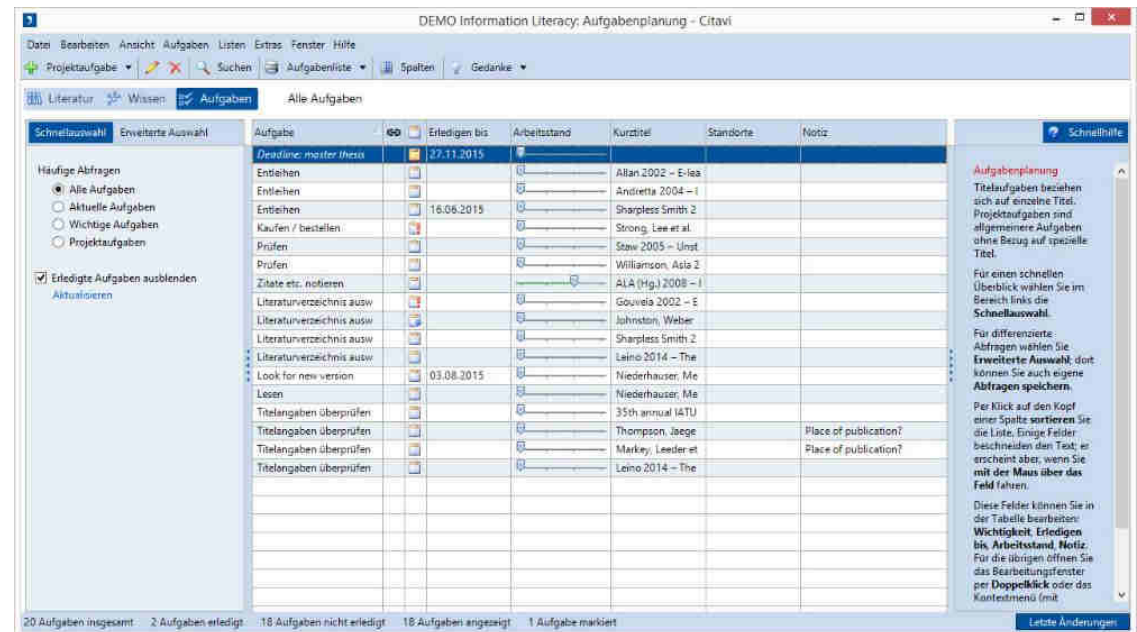 DEMO Information Literacy: Aufgabenplanung - Citavi
Datei Bearbeiten Ansicht Aufgaben Listen Extras Fenster Hilfe
Projektaufgabe Suchen Aufgabenliste Spalten Gedanke
Literatur Wissen Aufgaben Alle Aufgaben
Schnellauswahl Erweiterte Auswahl
Häufige Abfragen
Alle Aufgaben
Aktuelle Aufgaben
Wichtige Aufgaben
Projektaufgaben
Erledigte Aufgaben ausblenden
Aktualisieren
Aufgabe Erledigen bis Arbeitsstand Kurztitel Standorte Notiz
Deadline: master thesis 27.11.2015
Entleihen Allan 2002 – E-lea
Entleihen Andretta 2004 – I
Entleihen 16.06.2015 Sharpless Smith 2
Kaufen / bestellen Strong, Lee et al.
Prüfen Staw 2005 – Unst
Prüfen Williamson, Asla 2
Zitate etc. notieren ALA (Hg.) 2008 – I
Literaturverzeichnis ausw Gouveia 2002 – E
Literaturverzeichnis ausw Johnston, Weber
Literaturverzeichnis ausw Sharpless Smith 2
Literaturverzeichnis ausw Leino 2014 – The
Look for new version 03.08.2015 Niederhauser, Me
Lesen Niederhauser, Me
Titelangaben überprüfen 35th annual IATU
Titelangaben überprüfen Thompson, Jaege Place of publication?
Titelangaben überprüfen Markey, Leeder et Place of publication?
Titelangaben überprüfen Leino 2014 – The
Schnellhilfe
Aufgabenplanung
Titelaufgaben beziehen
sich auf einzelne Titel.
Projektaufgaben sind
allgemeinere Aufgaben
ohne Bezug auf spezielle
Titel.
Für einen schnellen
Überblick wählen Sie im
Bereich links die
Schnellauswahl.
Für differenzierte
Abfragen wählen Sie
Erweiterte Auswahl; dort
können Sie auch eigene
Abfragen speichern.
Per Klick auf den Kopf
einer Spalte sortieren Sie
die Liste. Einige Felder
beschneiden den Text; er
erscheint aber, wenn Sie
mit der Maus über das
Feld fahren.
Diese Felder können Sie in
der Tabelle bearbeiten:
Wichtigkeit, Erledigen
bis, Arbeitsstand, Notiz.
Für die übrigen öffnen Sie
das Bearbeitungsfenster
per Doppelklick oder das
Kontextmenü (mit
20 Aufgaben insgesamt 2 Aufgaben erledigt 18 Aufgaben nicht erledigt 18 Aufgaben angezeigt 1 Aufgabe markiert Letzte Änderungen